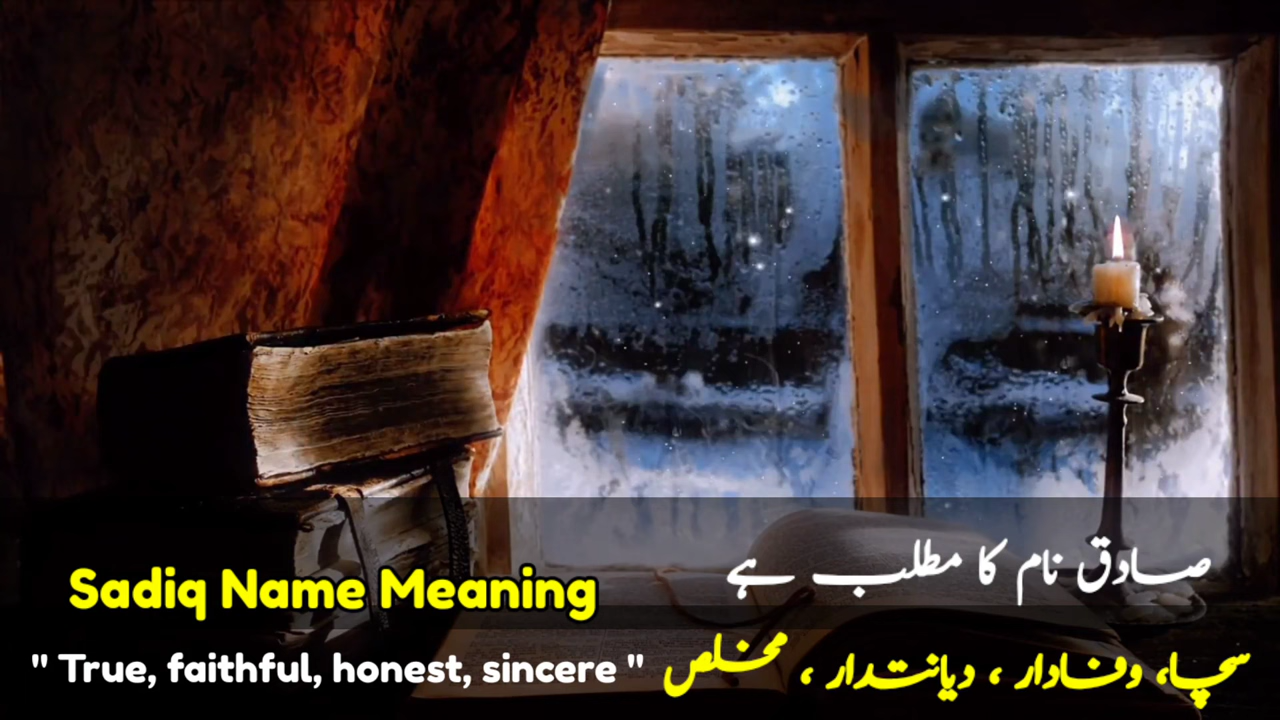 Sadiq Name Meaning
" True, faithful, honest, sincere "
صادق نام کا مطلب ہے
سچا، وفادار ، دیانتدار ، مخلص